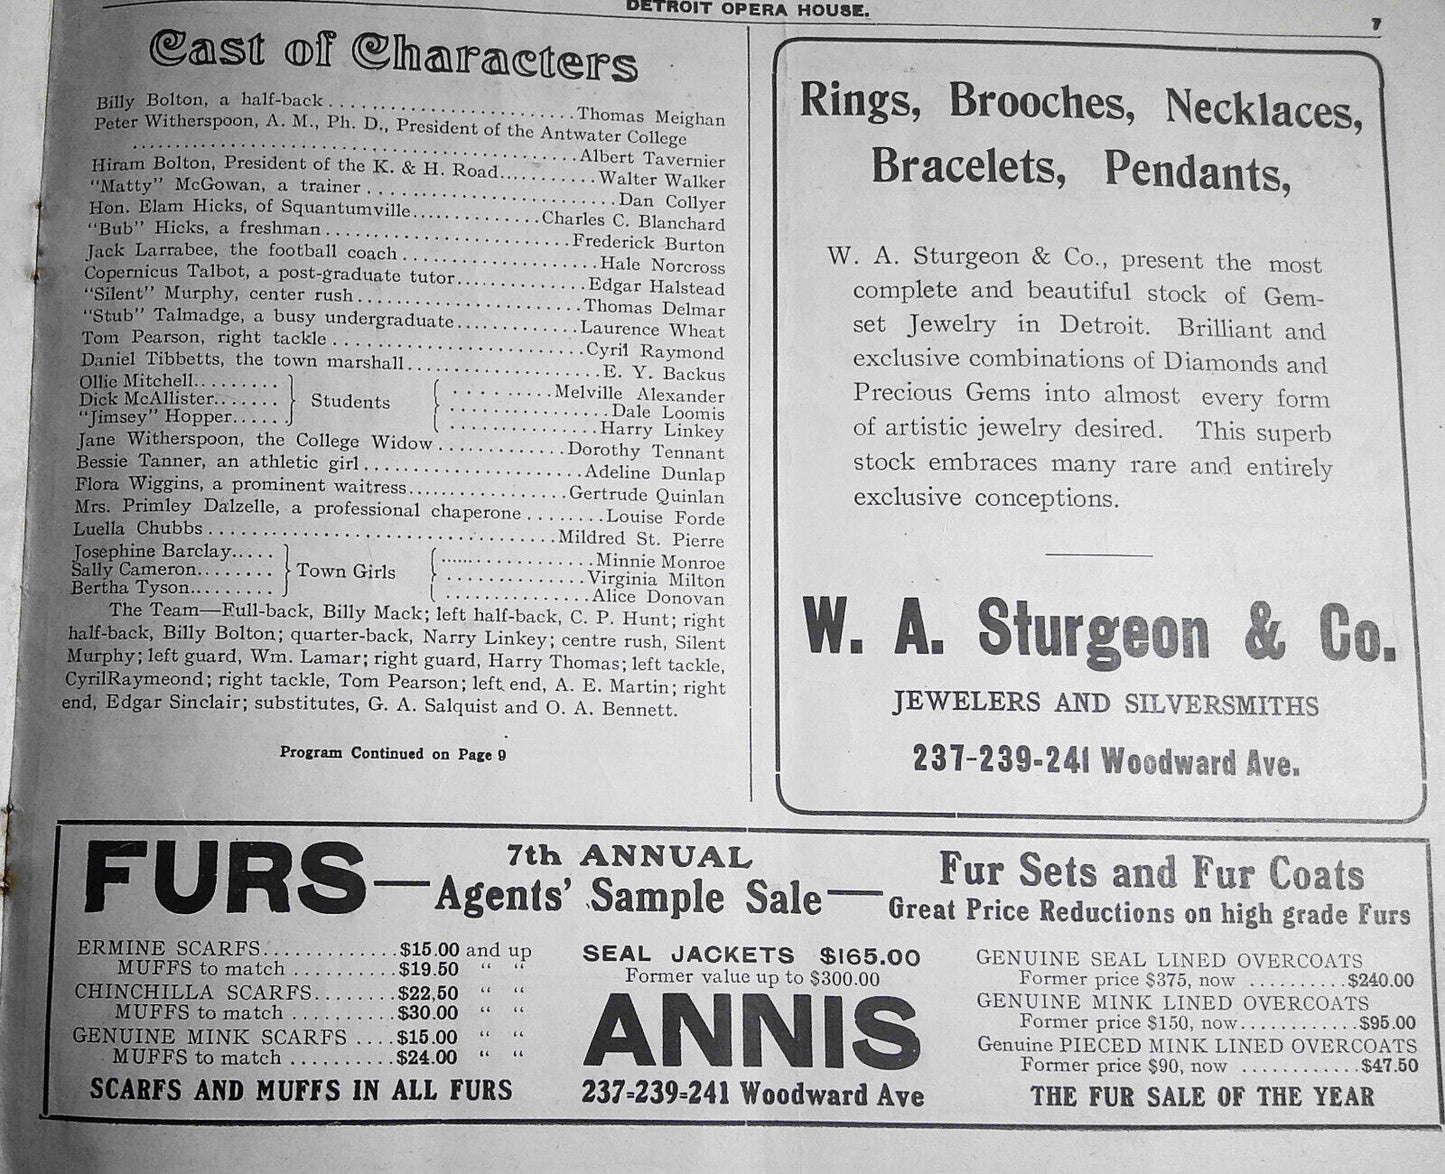 DETROIT OPERA HOUSE.
7
Cast of Characters
Billy Bolton, a half-back . . . . . . . . . . . . . . . . . . . . . Thomas Meighan
Peter Witherspoon, A. M., Ph. D., President of the Antwater College
. . . . . . . . . . . . . . . . . . . . . . . . . . . . . . . . . . Albert Tavernier
Hiram Bolton, President of the K. & H. Road . . . . . . . . . . . Walter Walker
"Matty" McGowan, a trainer . . . . . . . . . . . . . . . . . . . . Dan Collyer
Hon. Elam Hicks, of Squantumville . . . . . . . . . . . . . Charles C. Blanchard
"Bub" Hicks, a freshman . . . . . . . . . . . . . . . . . . . . Frederick Burton
Jack Larrabee, the football coach . . . . . . . . . . . . . . . . . Hale Norcross
Copernicus Talbot, a post-graduate tutor . . . . . . . . . . . . . Edgar Halstead
"Silent" Murphy, center rush . . . . . . . . . . . . . . . . . . . Thomas Delmar
"Stub" Talmadge, a busy undergraduate . . . . . . . . . . . . Laurence Wheat
Tom Pearson, right tackle . . . . . . . . . . . . . . . . . . . . . Cyril Raymond
Daniel Tibbetts, the town marshall . . . . . . . . . . . . . . . . . E. Y. Backus
Ollie Mitchell . . . . . . . . . . Melville Alexander
Dick McAllister . . . . . . . Students . . . . . . . . . . Dale Loomis
"Jimsey" Hopper . . . . . . . . . . . . . . . Harry Linkey
Jane Witherspoon, the College Widow . . . . . . . . . . . . . Dorothy Tennant
Bessie Tanner, an athletic girl . . . . . . . . . . . . . . . . . . Adeline Dunlap
Flora Wiggins, a prominent waitress . . . . . . . . . . . . . . Gertrude Quinlan
Mrs. Primley Dalzelle, a professional chaperone . . . . . . . . Louise Forde
Luella Chubbs . . . . . . . . . . . . . . . . . . . . . . . . . . . Mildred St. Pierre
Josephine Barclay . . . . . . . . . . . . . . . Minnie Monroe
Sally Cameron . . . . . . . . Town Girls . . . . . . . . . . . Virginia Milton
Bertha Tyson . . . . . . . . . . . . . . . . . . Alice Donovan
The Team—Full-back, Billy Mack; left half-back, C. P. Hunt; right
half-back, Billy Bolton; quarter-back, Narry Linkey; centre rush, Silent
Murphy; left guard, Wm. Lamar; right guard, Harry Thomas; left tackle,
CyrilRaymeond; right tackle, Tom Pearson; left end, A. E. Martin; right
end, Edgar Sinclair; substitutes, G. A. Salquist and O. A. Bennett.
Program Continued on Page 9
Rings, Brooches, Necklaces,
Bracelets, Pendants,
W. A. Sturgeon & Co., present the most
complete and beautiful stock of Gem-
set Jewelry in Detroit. Brilliant and
exclusive combinations of Diamonds and
Precious Gems into almost every form
of artistic jewelry desired. This superb
stock embraces many rare and entirely
exclusive conceptions.
W. A. Sturgeon & Co.
JEWELERS AND SILVERSMITHS
237-239-241 Woodward Ave.
FURS—7th ANNUAL
Agents' Sample Sale—
Fur Sets and Fur Coats
Great Price Reductions on high grade Furs
ERMINE SCARFS . . . . . . . . . . . . . $15.00 and up
MUFFS to match . . . . . . . . . . $19.50 " "
CHINCHILLA SCARFS . . . . . . . . $22,50 " "
MUFFS to match . . . . . . . . . . $30.00 " "
GENUINE MINK SCARFS . . . . $15.00 " "
MUFFS to match . . . . . . . . . . $24.00 " "
SCARFS AND MUFFS IN ALL FURS
SEAL JACKETS $165.00
Former value up to $300.00
ANNIS
237=239=241 Woodward Ave
GENUINE SEAL LINED OVERCOATS
Former price $375, now . . . . . . . . . . $240.00
GENUINE MINK LINED OVERCOATS
Former price $150, now . . . . . . . . . . . . $95.00
Genuine PIECED MINK LINED OVERCOATS
Former price $90, now . . . . . . . . . . . . $47.50
THE FUR SALE OF THE YEAR